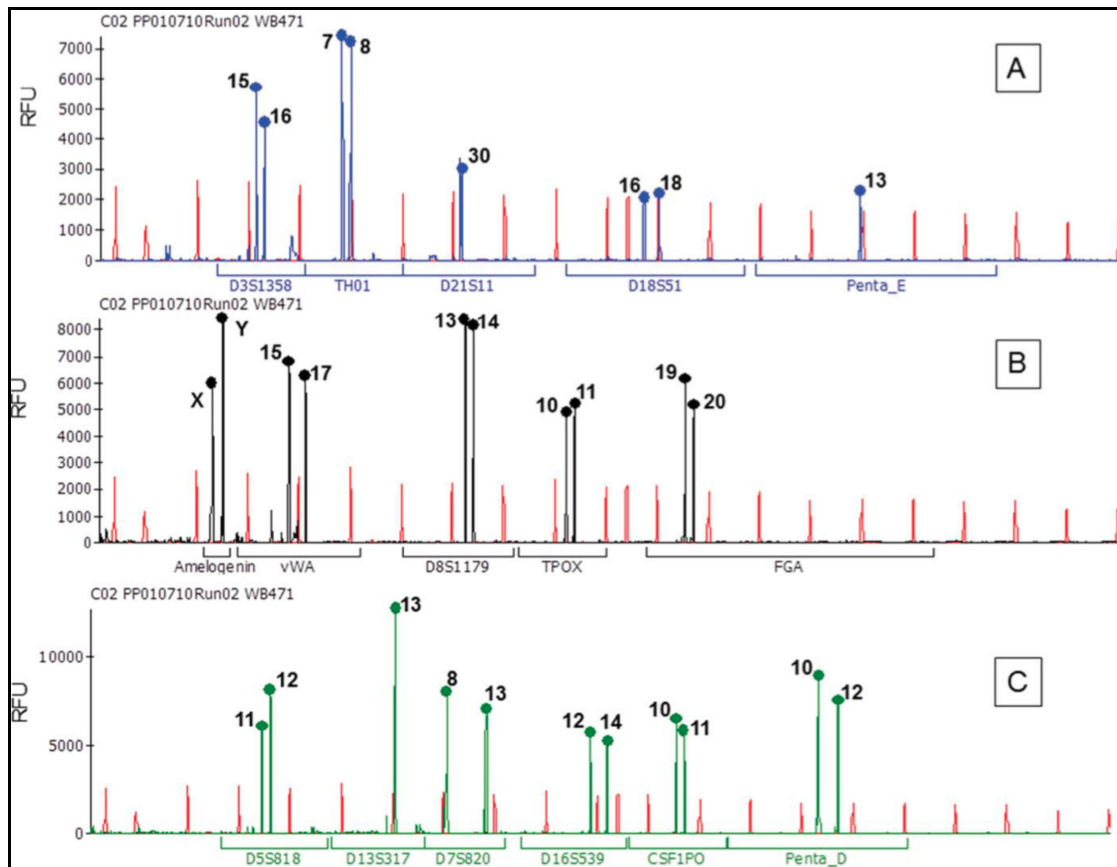 C02 PP010710Run02 WB471
A
RFU
7000
6000
5000
4000
3000
2000
1000
0
15
16
7
8
30
16
18
13
D3S1358
TH01
D21S11
D18S51
Penta_E
C02 PP010710Run02 WB471
B
RFU
8000
7000
6000
5000
4000
3000
2000
1000
0
X
Y
15
17
13
14
10
11
19
20
Amelogenin
vWA
D8S1179
TPOX
FGA
C02 PP010710Run02 WB471
C
RFU
10000
5000
0
11
12
13
8
13
12
14
10
11
10
12
D5S818
D13S317
D7S820
D16S539
CSF1PO
Penta_D